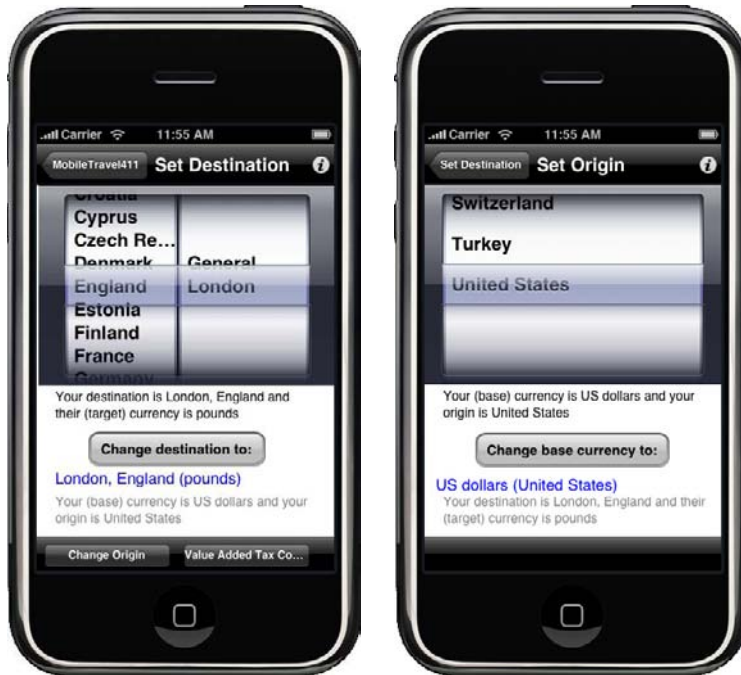 Carrier 11:55 AM
MobileTravel411 Set Destination
Croatia
Cyprus
Czech Re...
Denmark General
England London
Estonia
Finland
France
Germany
Your destination is London, England and
their (target) currency is pounds
Change destination to:
London, England (pounds)
Your (base) currency is US dollars and your
origin is United States
Change Origin Value Added Tax Co...
Carrier 11:55 AM
Set Destination Set Origin
Switzerland
Turkey
United States
Your (base) currency is US dollars and your
origin is United States
Change base currency to:
US dollars (United States)
Your destination is London, England and their
(target) currency is pounds